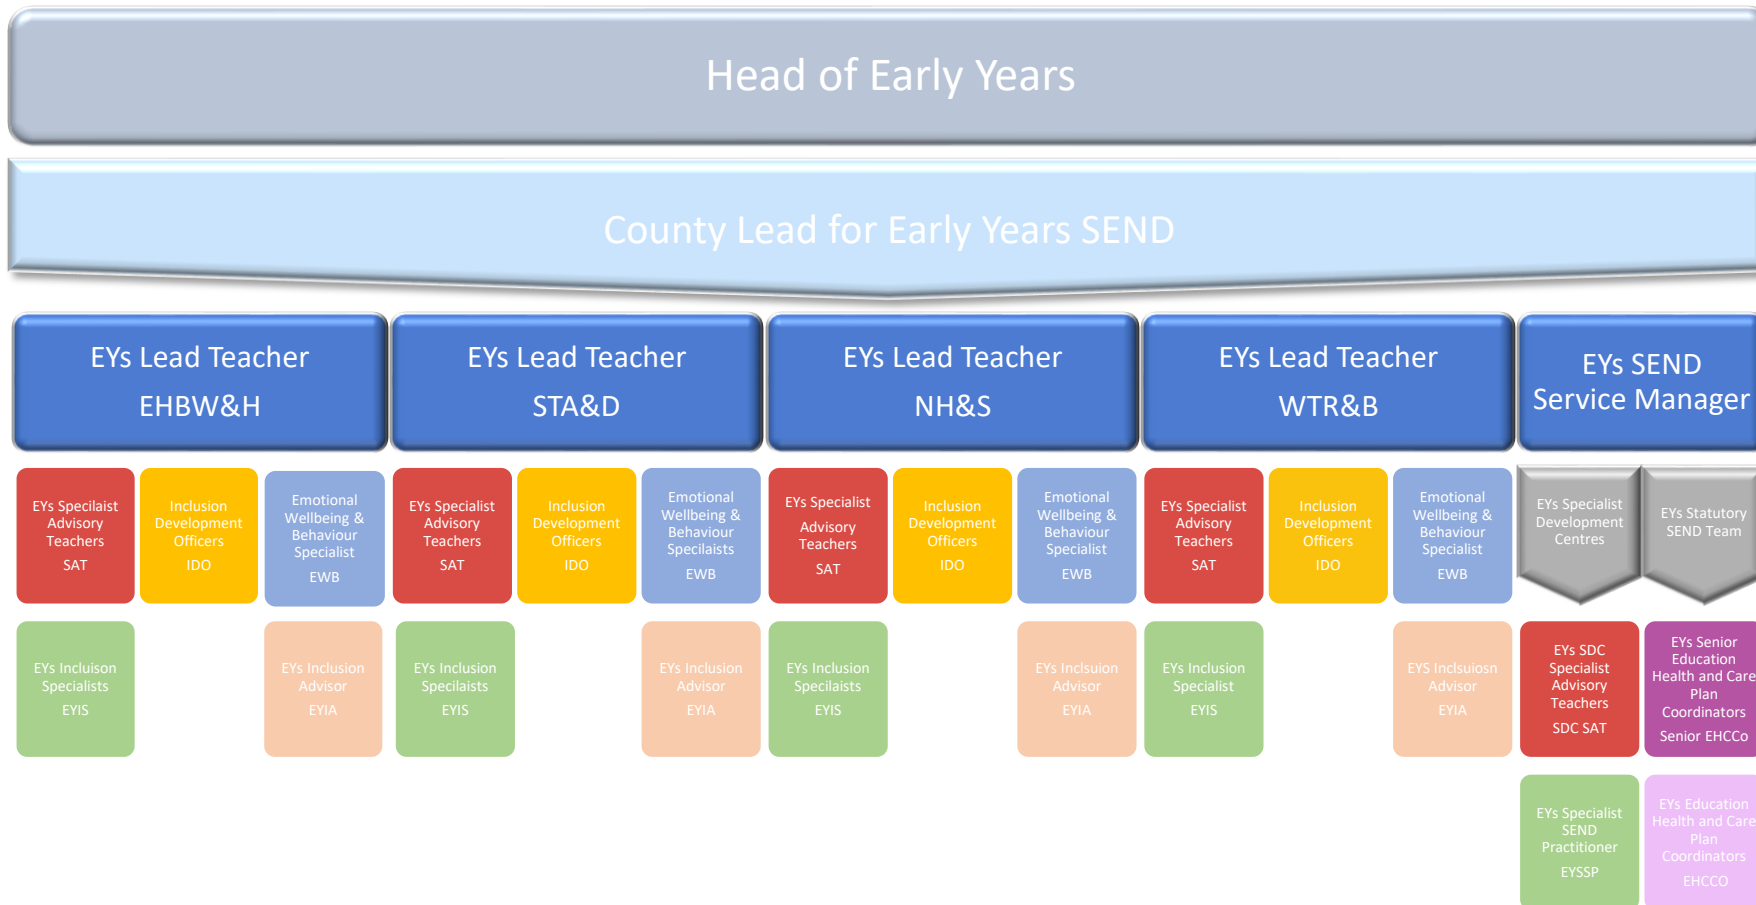 Head of Early Years
County Lead for Early Years SEND
EYs Lead Teacher
EHBW&H
EYs Lead Teacher
STA&D
EYs Lead Teacher
NH&S
EYs Lead Teacher
WTR&B
EYs SEND
Service Manager
EYs Specilaist
Advisory
Teachers
SAT
Inclusion
Development
Officers
IDO
Emotional
Wellbeing &
Behaviour
Specilaist
EWB
EYs Specialist
Advisory
Teachers
SAT
Inclusion
Development
Officers
IDO
Emotional
Wellbeing &
Behaviour
Specilaists
EWB
EYs Specialist
Advisory
Teachers
SAT
Inclusion
Development
Officers
IDO
Emotional
Wellbeing &
Behaviour
Specialist
EWB
EYs Specialist
Advisory
Teachers
SAT
Inclusion
Development
Officers
IDO
Emotional
Wellbeing &
Behaviour
Specialist
EWB
EYs Specialist
Development
Centres
EYs Statutory
SEND Team
EYs Incluison
Specialists
EYIS
EYs Inclusion
Advisor
EYIA
EYs Inclusion
Specilaists
EYIS
EYs Inclusion
Advisor
EYIA
EYs Inclusion
Specilaists
EYIS
EYs Inclsuion
Advisor
EYIA
EYs Inclusion
Specialist
EYIS
EYS Inclsuiosn
Advisor
EYIA
EYs SDC
Specialist
Advisory
Teachers
SDC SAT
EYs Senior
Education
Health and Care
Plan
Coordinators
Senior EHCCo
EYs Specialist
SEND
Practitioner
EYSSP
EYs Education
Health and Care
Plan
Coordinators
EHCCO